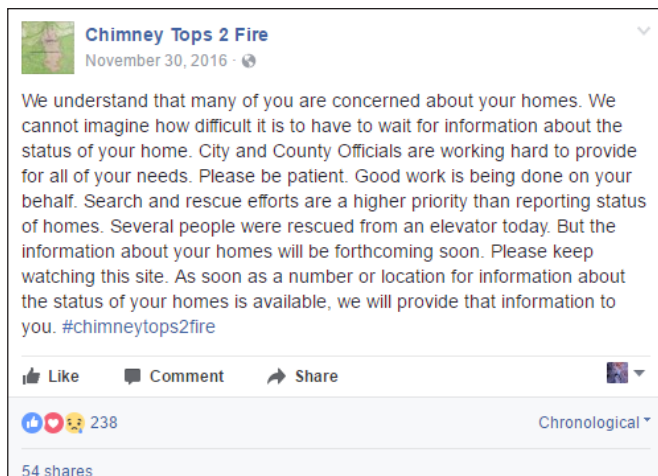 Chimney Tops 2 Fire
November 30, 2016 ·
We understand that many of you are concerned about your homes. We
cannot imagine how difficult it is to have to wait for information about the
status of your home. City and County Officials are working hard to provide
for all of your needs. Please be patient. Good work is being done on your
behalf. Search and rescue efforts are a higher priority than reporting status
of homes. Several people were rescued from an elevator today. But the
information about your homes will be forthcoming soon. Please keep
watching this site. As soon as a number or location for information about
the status of your homes is available, we will provide that information to
you. #chimneytops2fire
Like Comment Share
238 Chronological
54 shares